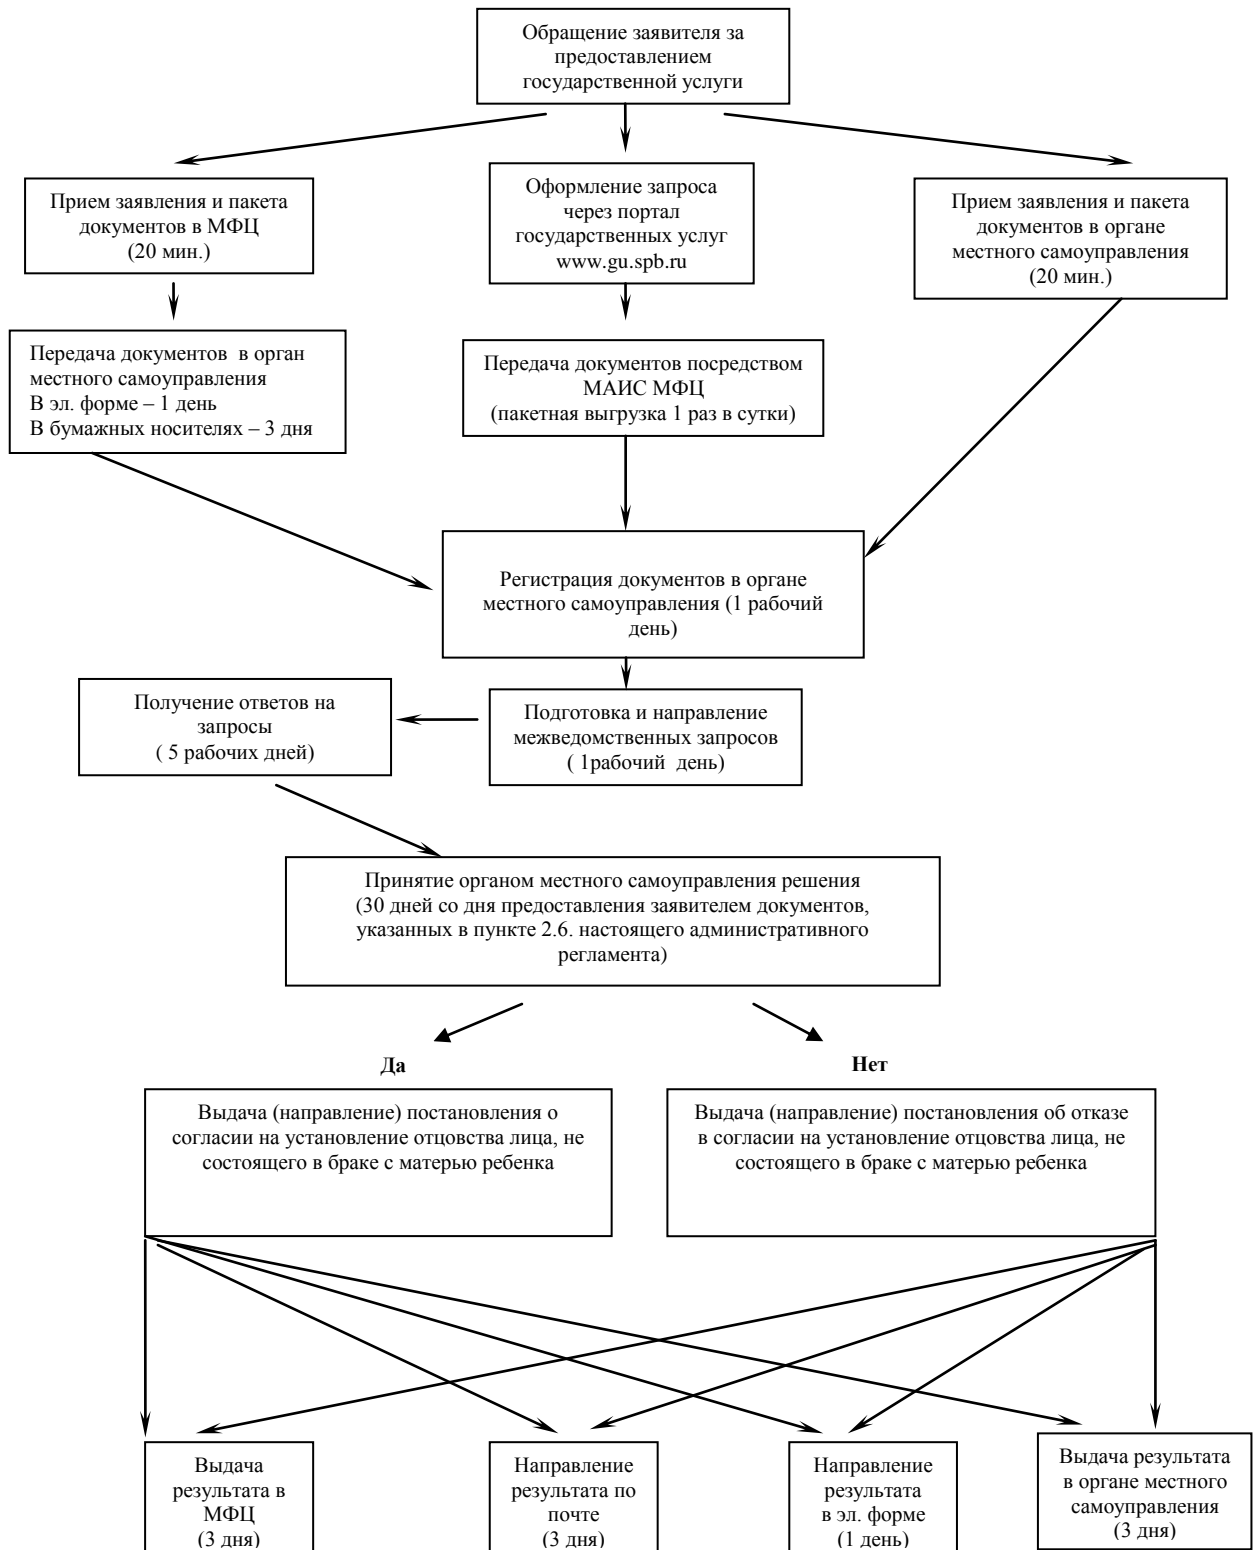 Обращение заявителя за
предоставлением
государственной услуги
Прием заявления и пакета
документов в МФЦ
(20 мин.)
Оформление запроса
через портал
государственных услуг
www.gu.spb.ru
Прием заявления и пакета
документов в органе
местного самоуправления
(20 мин.)
Передача документов в орган
местного самоуправления
В эл. форме – 1 день
В бумажных носителях – 3 дня
Передача документов посредством
МАИС МФЦ
(пакетная выгрузка 1 раз в сутки)
Регистрация документов в органе
местного самоуправления (1 рабочий
день)
Получение ответов на
запросы
( 5 рабочих дней)
Подготовка и направление
межведомственных запросов
( 1рабочий день)
Принятие органом местного самоуправления решения
(30 дней со дня предоставления заявителем документов,
указанных в пункте 2.6. настоящего административного
регламента)
Да
Нет
Выдача (направление) постановления о
согласии на установление отцовства лица, не
состоящего в браке с матерью ребенка
Выдача (направление) постановления об отказе
в согласии на установление отцовства лица, не
состоящего в браке с матерью ребенка
Выдача
результата в
МФЦ
(3 дня)
Направление
результата по
почте
(3 дня)
Направление
результата
в эл. форме
(1 день)
Выдача результата
в органе местного
самоуправления
(3 дня)